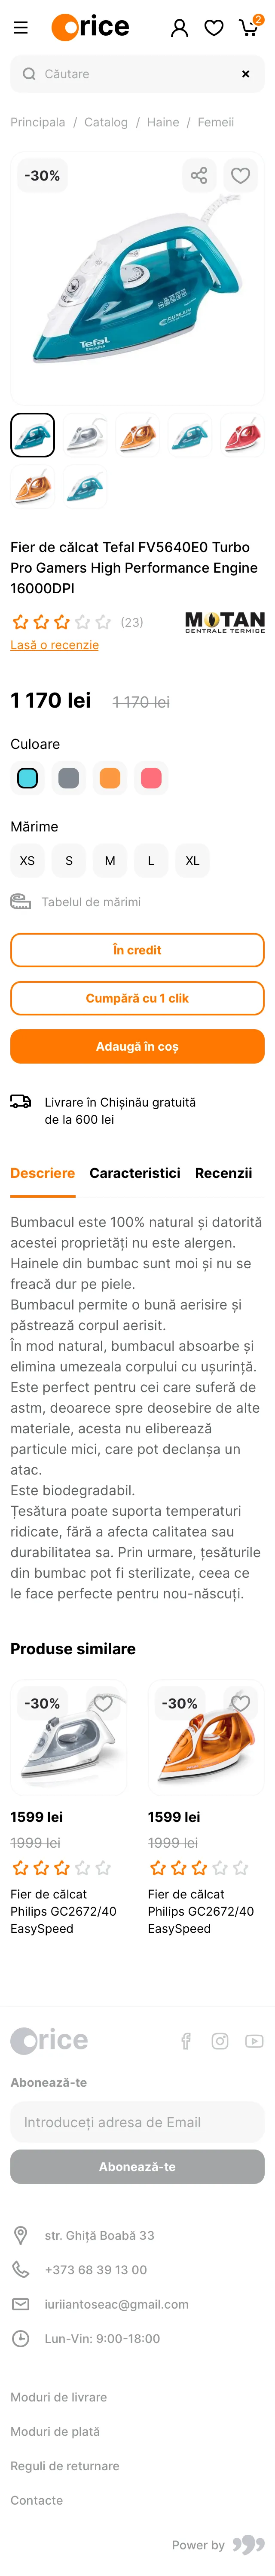 Orice
2
Căutare
Principala / Catalog / Haine / Femeii
-30%
Tefal
Fier de călcat Tefal FV5640E0 Turbo
Pro Gamers High Performance Engine
16000DPI
(23)
MOTAN
CENTRALE TERMICE
Lasă o recenzie
1 170 lei 1 170 lei
Culoare
Mărime
XS S M L XL
Tabelul de mărimi
În credit
Cumpără cu 1 clik
Adaugă în coș
Livrare în Chișinău gratuită
de la 600 lei
Descriere Caracteristici Recenzii
Bumbacul este 100% natural și datorită
acestei proprietăți nu este alergen.
Hainele din bumbac sunt moi și nu se
freacă dur pe piele.
Bumbacul permite o bună aerisire și
păstrează corpul aerisit.
În mod natural, bumbacul absoarbe și
elimina umezeala corpului cu ușurință.
Este perfect pentru cei care suferă de
astm, deoarece spre deosebire de alte
materiale, acesta nu eliberează
particule mici, care pot declanșa un
atac.
Este biodegradabil.
Țesătura poate suporta temperaturi
ridicate, fără a afecta calitatea sau
durabilitatea sa. Prin urmare, țesăturile
din bumbac pot fi sterilizate, ceea ce
le face perfecte pentru nou-născuți.
Produse similare
-30% -30%
1599 lei 1599 lei
1999 lei 1999 lei
Fier de călcat Fier de călcat
Philips GC2672/40 Philips GC2672/40
EasySpeed EasySpeed
Orice
Abonează-te
Introduceți adresa de Email
Abonează-te
str. Ghiță Boabă 33
+373 68 39 13 00
iuriiantoseac@gmail.com
Lun-Vin: 9:00-18:00
Moduri de livrare
Moduri de plată
Reguli de returnare
Contacte
Power by